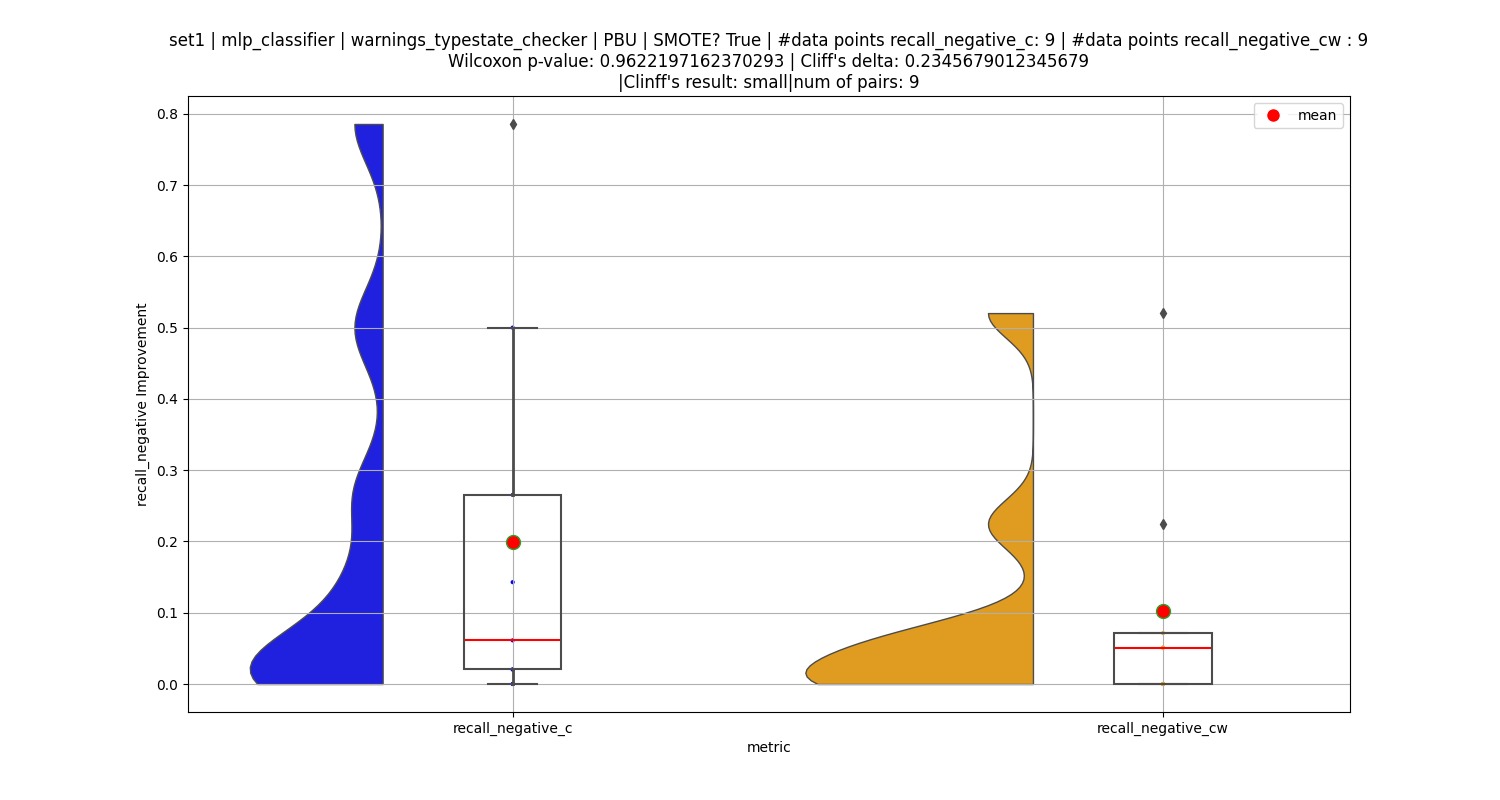 set1 | mlp_classifier | warnings_typestate_checker | PBU | SMOTE? True | #data points recall_negative_c: 9 | #data points recall_negative_cw : 9
Wilcoxon p-value: 0.9622197162370293 | Cliff's delta: 0.2345679012345679
|Clinff's result: small|num of pairs: 9
mean
0.8
0.7
0.6
0.5
0.4
0.3
0.2
0.1
0.0
recall_negative Improvement
recall_negative_c
recall_negative_cw
metric